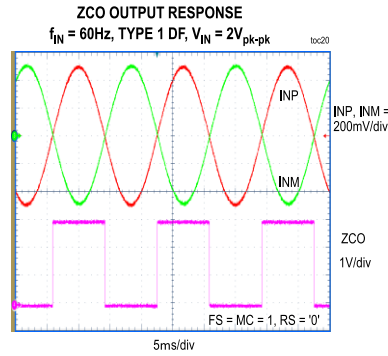 ZCO OUTPUT RESPONSE
fIN = 60Hz, TYPE 1 DF, VIN = 2Vpk-pk
toc20
INP
INP, INM =
200mV/div
INM
ZCO
1V/div
FS = MC = 1, RS = '0'
5ms/div